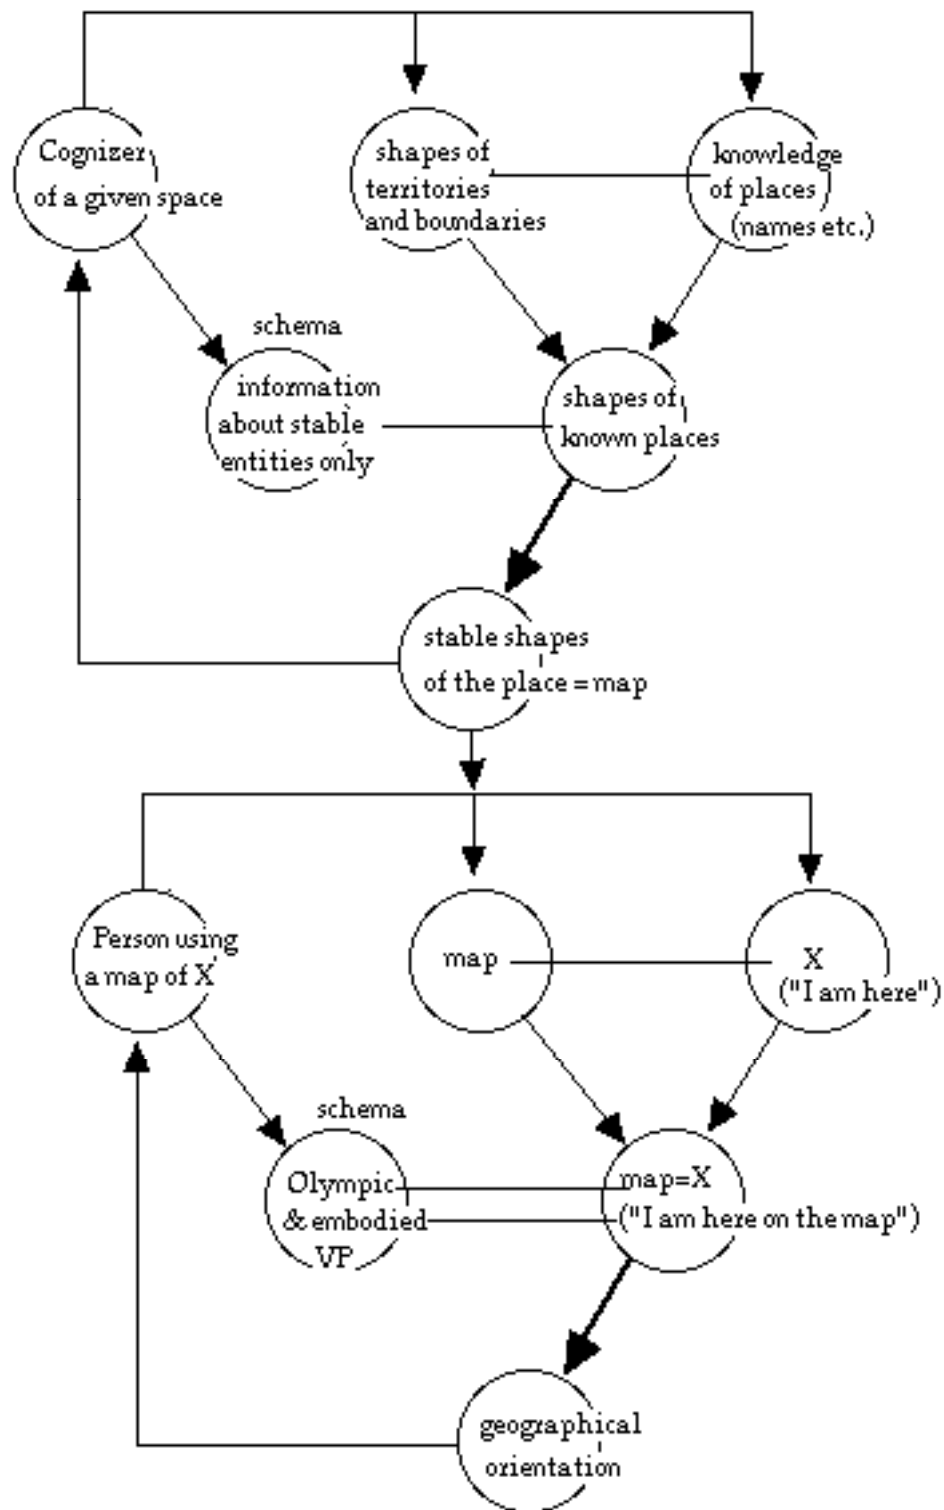 Cognizer
of a given space
shapes of
territories
and boundaries
knowledge
of places
(names etc.)
schema
information
about stable
entities only
shapes of
known places
stable shapes
of the place = map
Person using
a map of X
map
X
("I am here")
schema
Olympic
& embodied
VP
map=X
("I am here on the map")
geographical
orientation